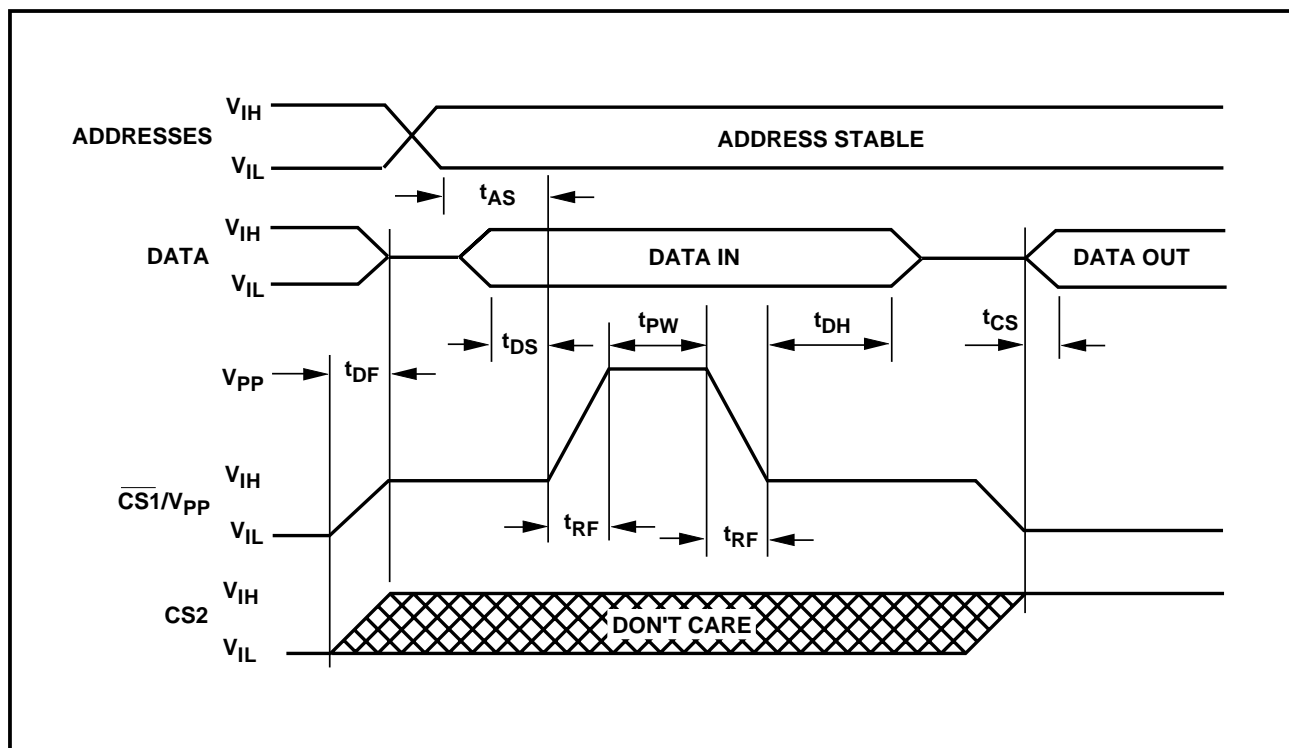 VIH
ADDRESSES
ADDRESS STABLE
VIL
tAS
VIH
DATA
DATA IN
DATA OUT
VIL
tDS
tPW
tDH
tCS
VPP
tDF
VIH
CS1/VPP
VIL
tRF
tRF
VIH
CS2
DON'T CARE
VIL